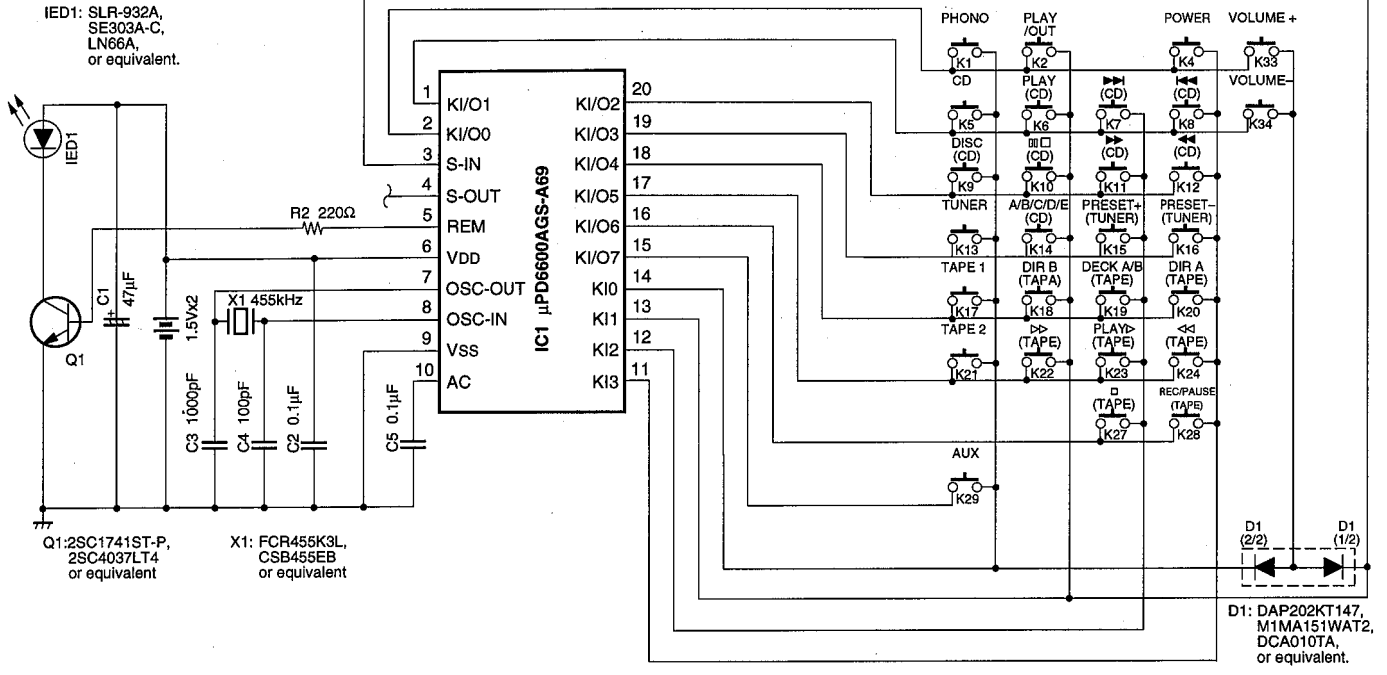 IED1: SLR-932A,
SE303A-C,
LN66A,
or equivalent.
PHONO
PLAY
/OUT
POWER
VOLUME +
K1
K2
K4
K33
CD
PLAY
(CD)
(CD)
(CD)
VOLUME–
K5
K6
K7
K8
K34
DISC
(CD)
(CD)
(CD)
(CD)
K9
K10
K11
K12
TUNER
A/B/C/D/E
(CD)
PRESET+
(TUNER)
PRESET–
(TUNER)
K13
K14
K15
K16
TAPE 1
DIR B
(TAPA)
DECK A/B
(TAPE)
DIR A
(TAPE)
K17
K18
K19
K20
TAPE 2
▷▷
(TAPE)
PLAY▷
(TAPE)
◁◁
(TAPE)
K21
K22
K23
K24
(TAPE)
REC/PAUSE
(TAPE)
K27
K28
AUX
K29
IED1
1 KI/O1
2 KI/O0
3 S-IN
4 S-OUT
5 REM
6 VDD
7 OSC-OUT
8 OSC-IN
9 VSS
10 AC
IC1 μPD6600AGS-A69
KI/O2 20
KI/O3 19
KI/O4 18
KI/O5 17
KI/O6 16
KI/O7 15
KI0 14
KI1 13
KI2 12
KI3 11
R2 220Ω
C1
47μF
+
1.5Vx2
X1 455kHz
Q1
C3 1000pF
C4 100pF
C2 0.1μF
C5 0.1μF
Q1:2SC1741ST-P,
2SC4037LT4
or equivalent
X1: FCR455K3L,
CSB455EB
or equivalent
D1
(2/2)
D1
(1/2)
D1: DAP202KT147,
M1MA151WAT2,
DCA010TA,
or equivalent.